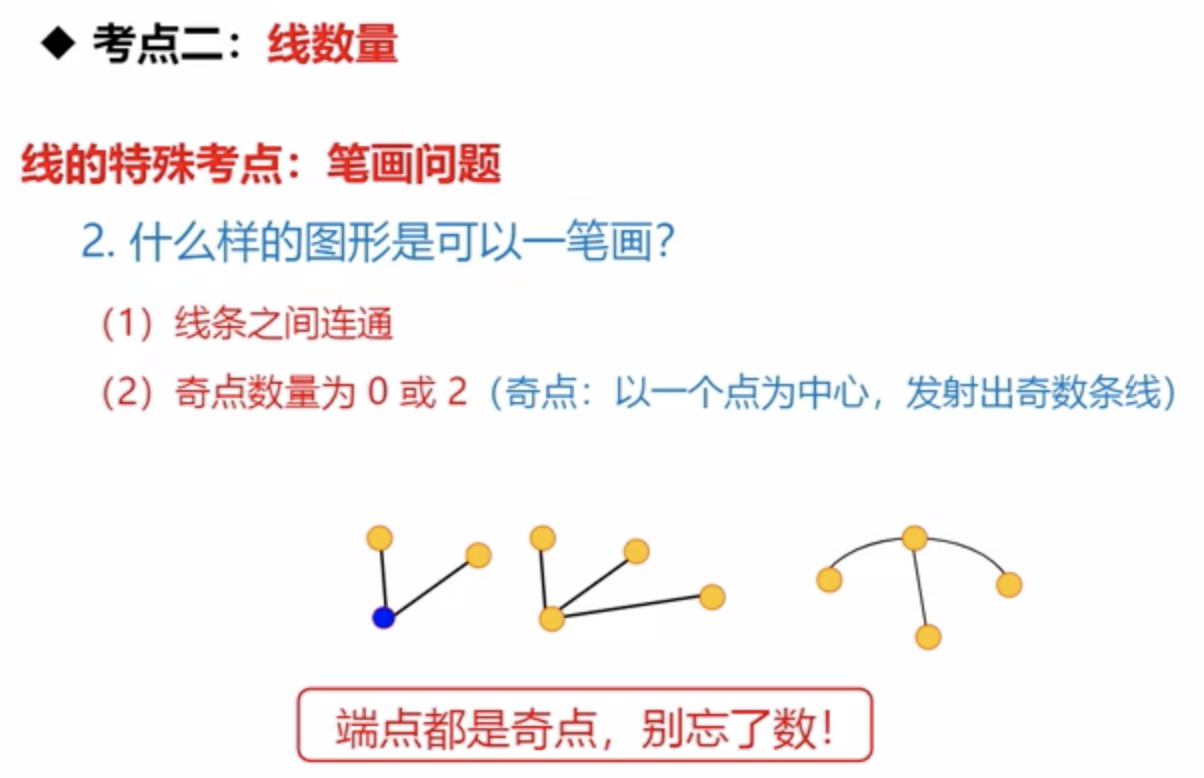 ◆ 考点二：线数量
线的特殊考点：笔画问题
2. 什么样的图形是可以一笔画？
（1）线条之间连通
（2）奇点数量为 0 或 2（奇点：以一个点为中心，发射出奇数条线）
端点都是奇点，别忘了数！